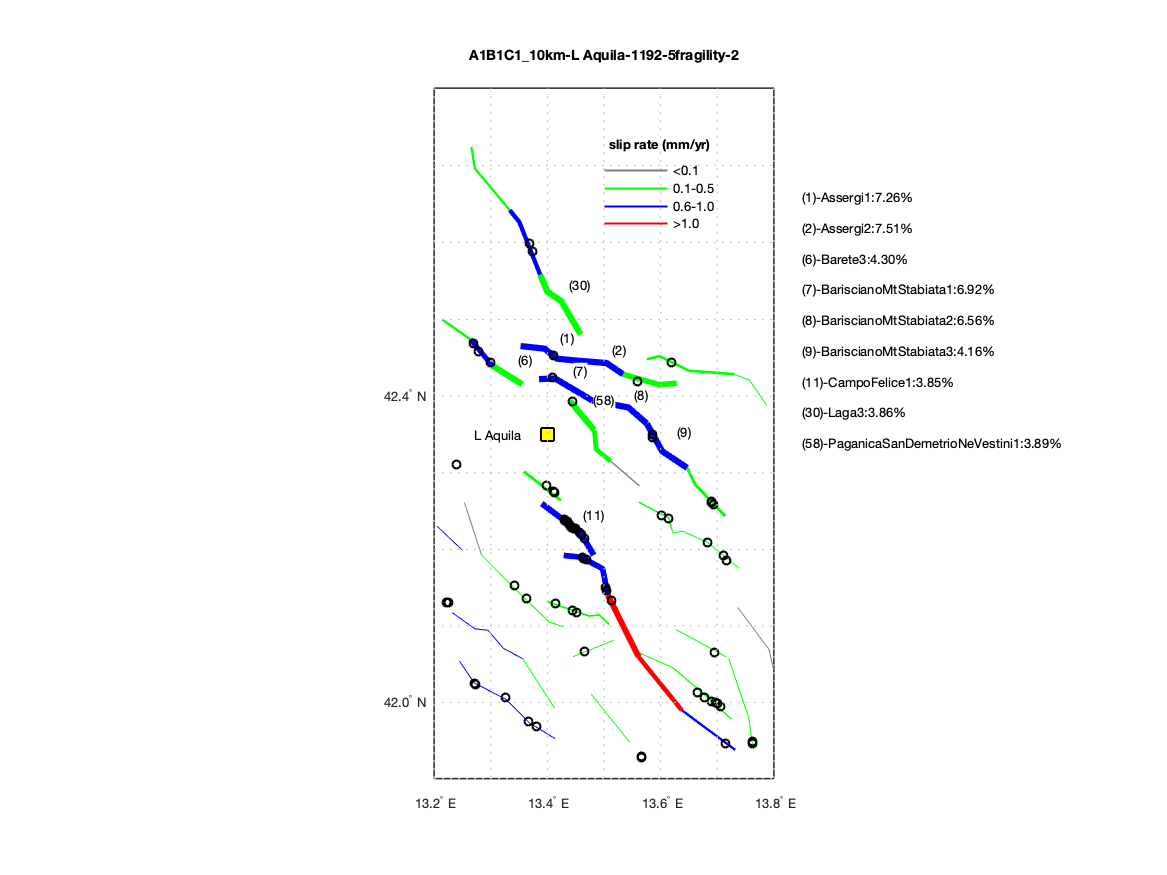 A1B1C1_10km-L Aquila-1192-5fragility-2
slip rate (mm/yr)
<0.1
0.1-0.5
0.6-1.0
>1.0
(1)-Assergi1:7.26%
(2)-Assergi2:7.51%
(6)-Barete3:4.30%
(7)-BariscianoMtStabiata1:6.92%
(8)-BariscianoMtStabiata2:6.56%
(9)-BariscianoMtStabiata3:4.16%
(11)-CampoFelice1:3.85%
(30)-Laga3:3.86%
(58)-PaganicaSanDemetrioNeVestini1:3.89%
(30)
(1)
(2)
(6)
(7)
(8)
(58)
(9)
L Aquila
(11)
42.4° N
42.0° N
13.2° E
13.4° E
13.6° E
13.8° E